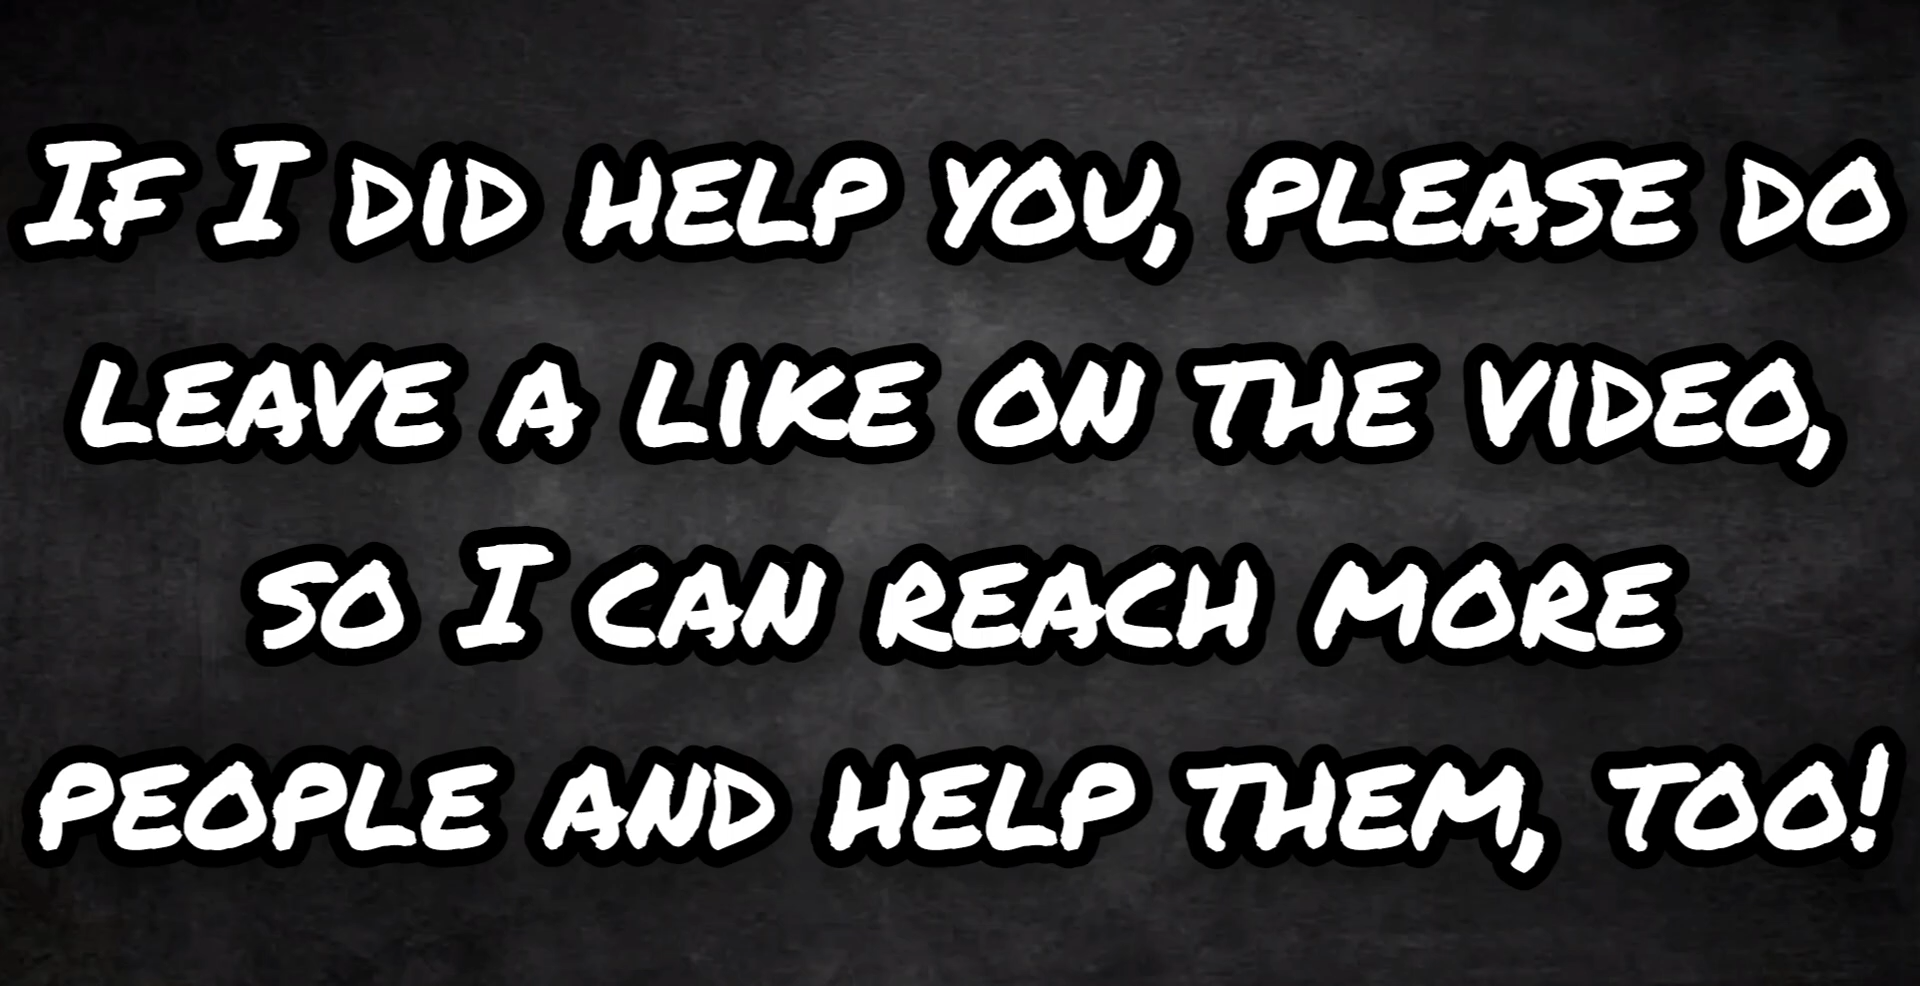 If I did help you, please do
leave a like on the video,
so I can reach more
people and help them, too!